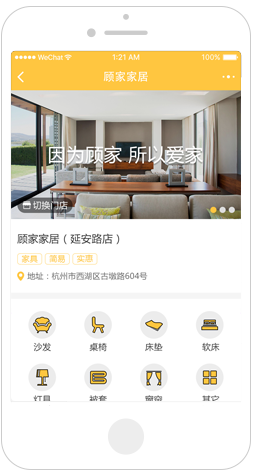 WeChat 1:21 AM 100%
顾家家居
因为顾家 所以爱家
切换门店
顾家家居（延安路店）
家具 简易 实惠
地址：杭州市西湖区古墩路604号
沙发 桌椅 床垫 软床
灯具 被套 窗帘 其它